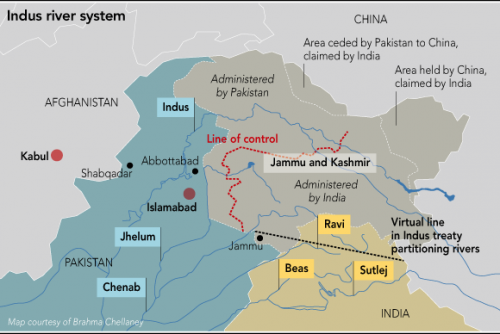 Indus river system
CHINA
Area ceded by Pakistan to China,
claimed by India
Area held by China,
claimed by India
Administered
by Pakistan
AFGHANISTAN
Indus
Line of control
Kabul
Abbottabad
Shabqadar
Jammu and Kashmir
Administered
by India
Islamabad
Ravi
Virtual line
in Indus treaty
partitioning rivers
Jhelum
Jammu
PAKISTAN
Beas
Sutlej
Chenab
INDIA
Map courtesy of Brahma Chellaney